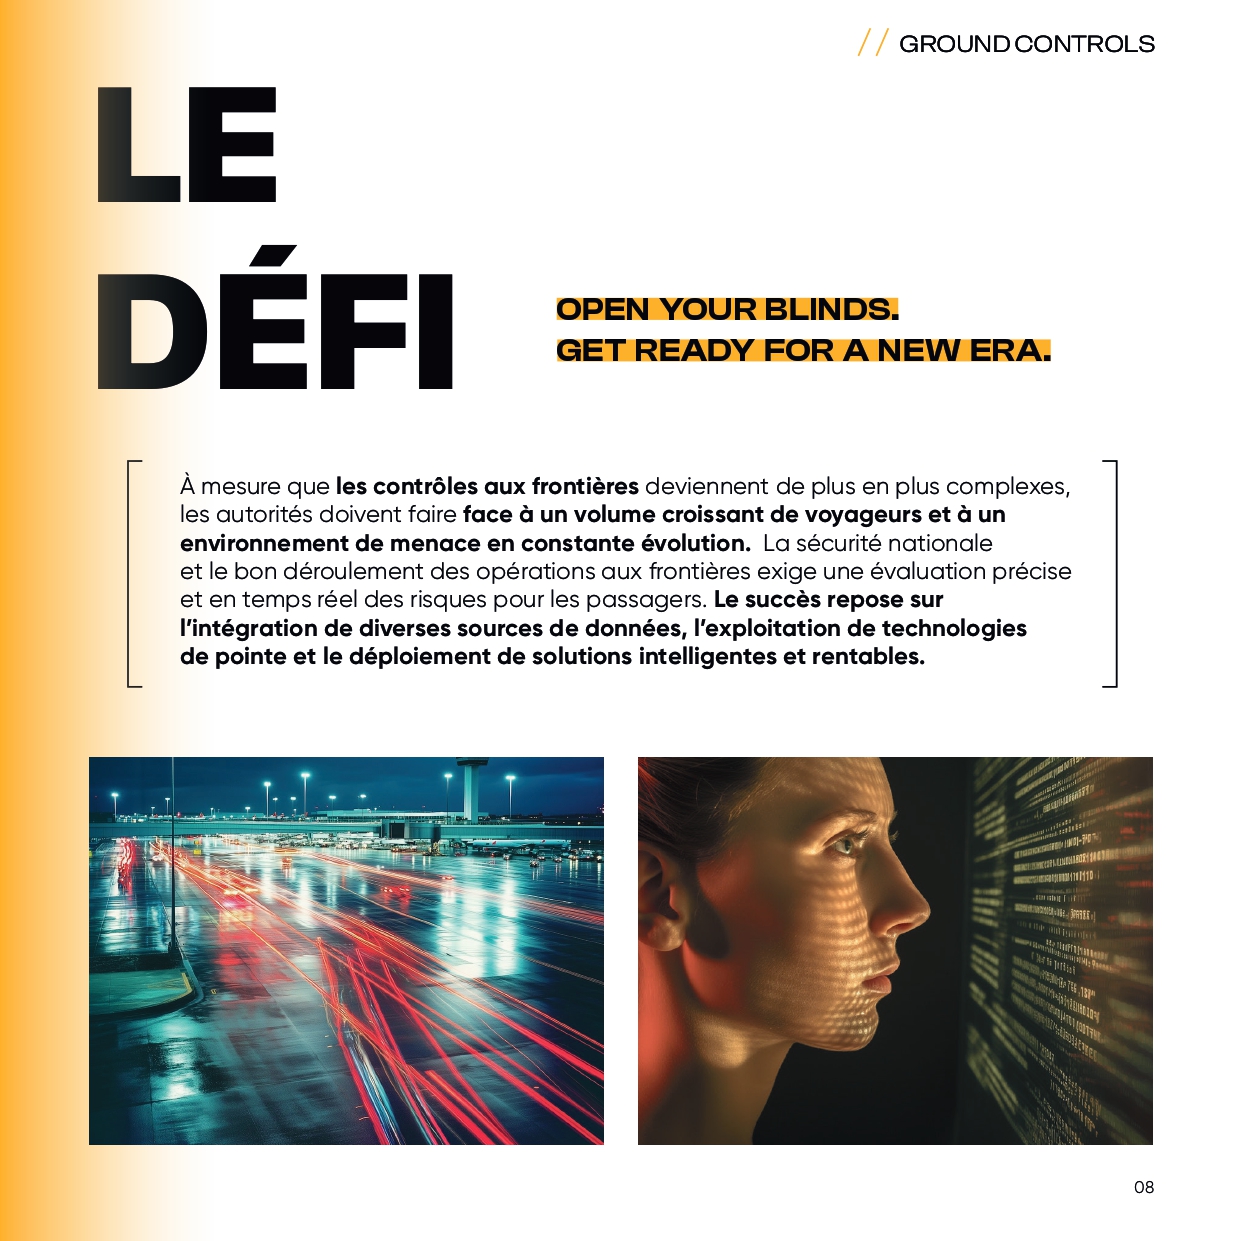 // GROUND CONTROLS
LE
DÉFI
OPEN YOUR BLINDS.
GET READY FOR A NEW ERA.
À mesure que les contrôles aux frontières deviennent de plus en plus complexes,
les autorités doivent faire face à un volume croissant de voyageurs et à un
environnement de menace en constante évolution.  La sécurité nationale
et le bon déroulement des opérations aux frontières exige une évaluation précise
et en temps réel des risques pour les passagers. Le succès repose sur
l’intégration de diverses sources de données, l’exploitation de technologies
de pointe et le déploiement de solutions intelligentes et rentables.
08